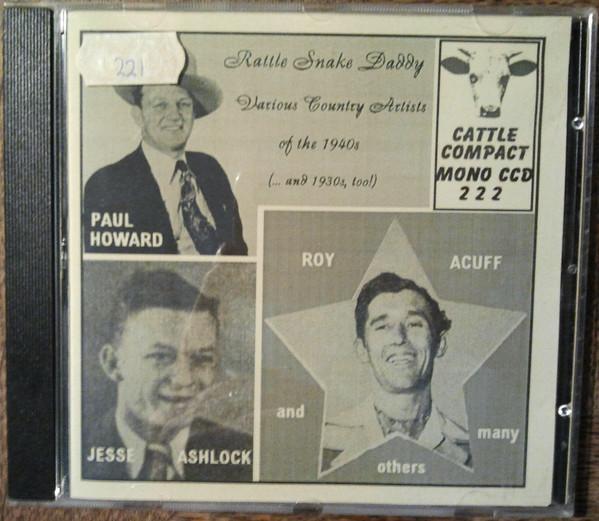 221
Rattle Snake Daddy
Various Country Artists
of the 1940s
(... and 1930s, too!)
CATTLE
COMPACT
MONO CCD
222
PAUL
HOWARD
ROY ACUFF
JESSE ASHLOCK
and
many
others